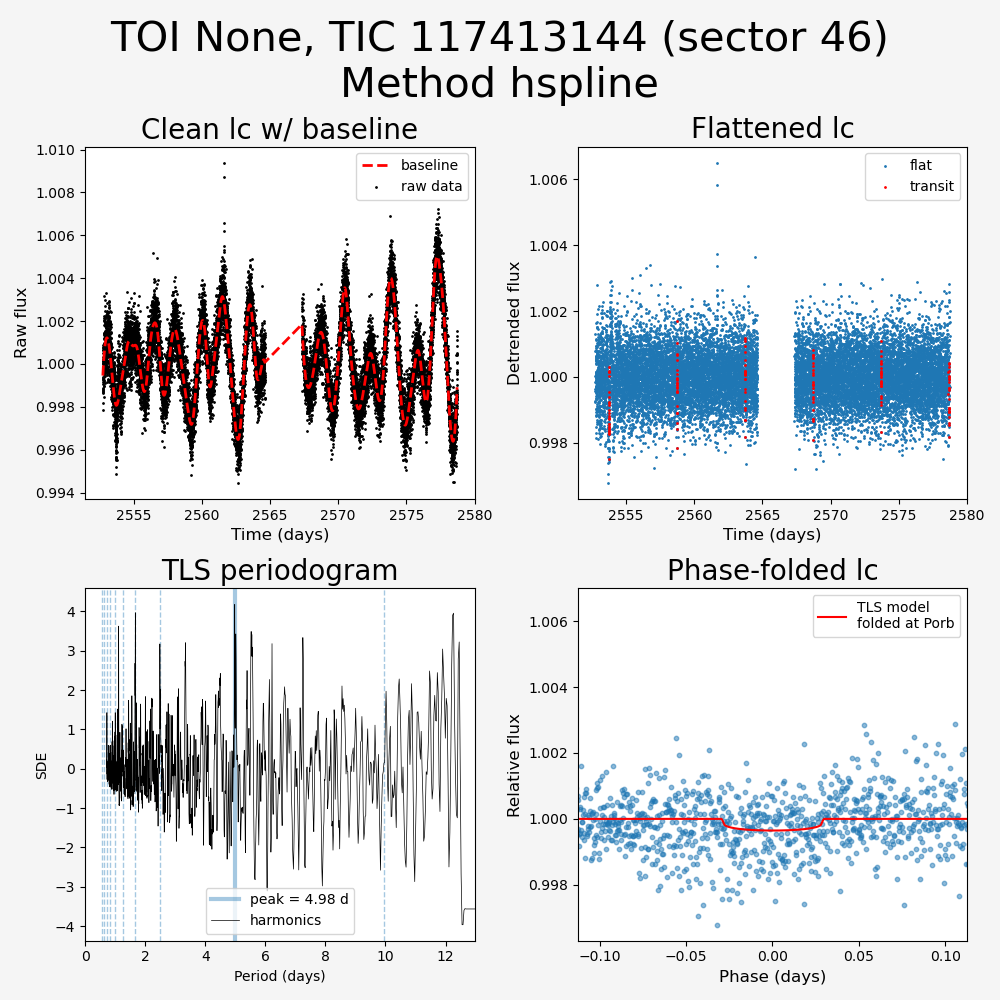 TOI None, TIC 117413144 (sector 46)
Method hspline
Clean lc w/ baseline
Flattened lc
1.010
1.008
1.006
1.004
1.002
1.000
0.998
0.996
0.994
Raw flux
baseline
raw data
2555
2560
2565
2570
2575
2580
Time (days)
1.006
1.004
1.002
1.000
0.998
Detrended flux
flat
transit
2555
2560
2565
2570
2575
2580
Time (days)
TLS periodogram
Phase-folded lc
4
3
2
1
0
−1
−2
−3
−4
SDE
peak = 4.98 d
harmonics
0
2
4
6
8
10
12
Period (days)
1.006
1.004
1.002
1.000
0.998
Relative flux
TLS model
folded at Porb
−0.10
−0.05
0.00
0.05
0.10
Phase (days)